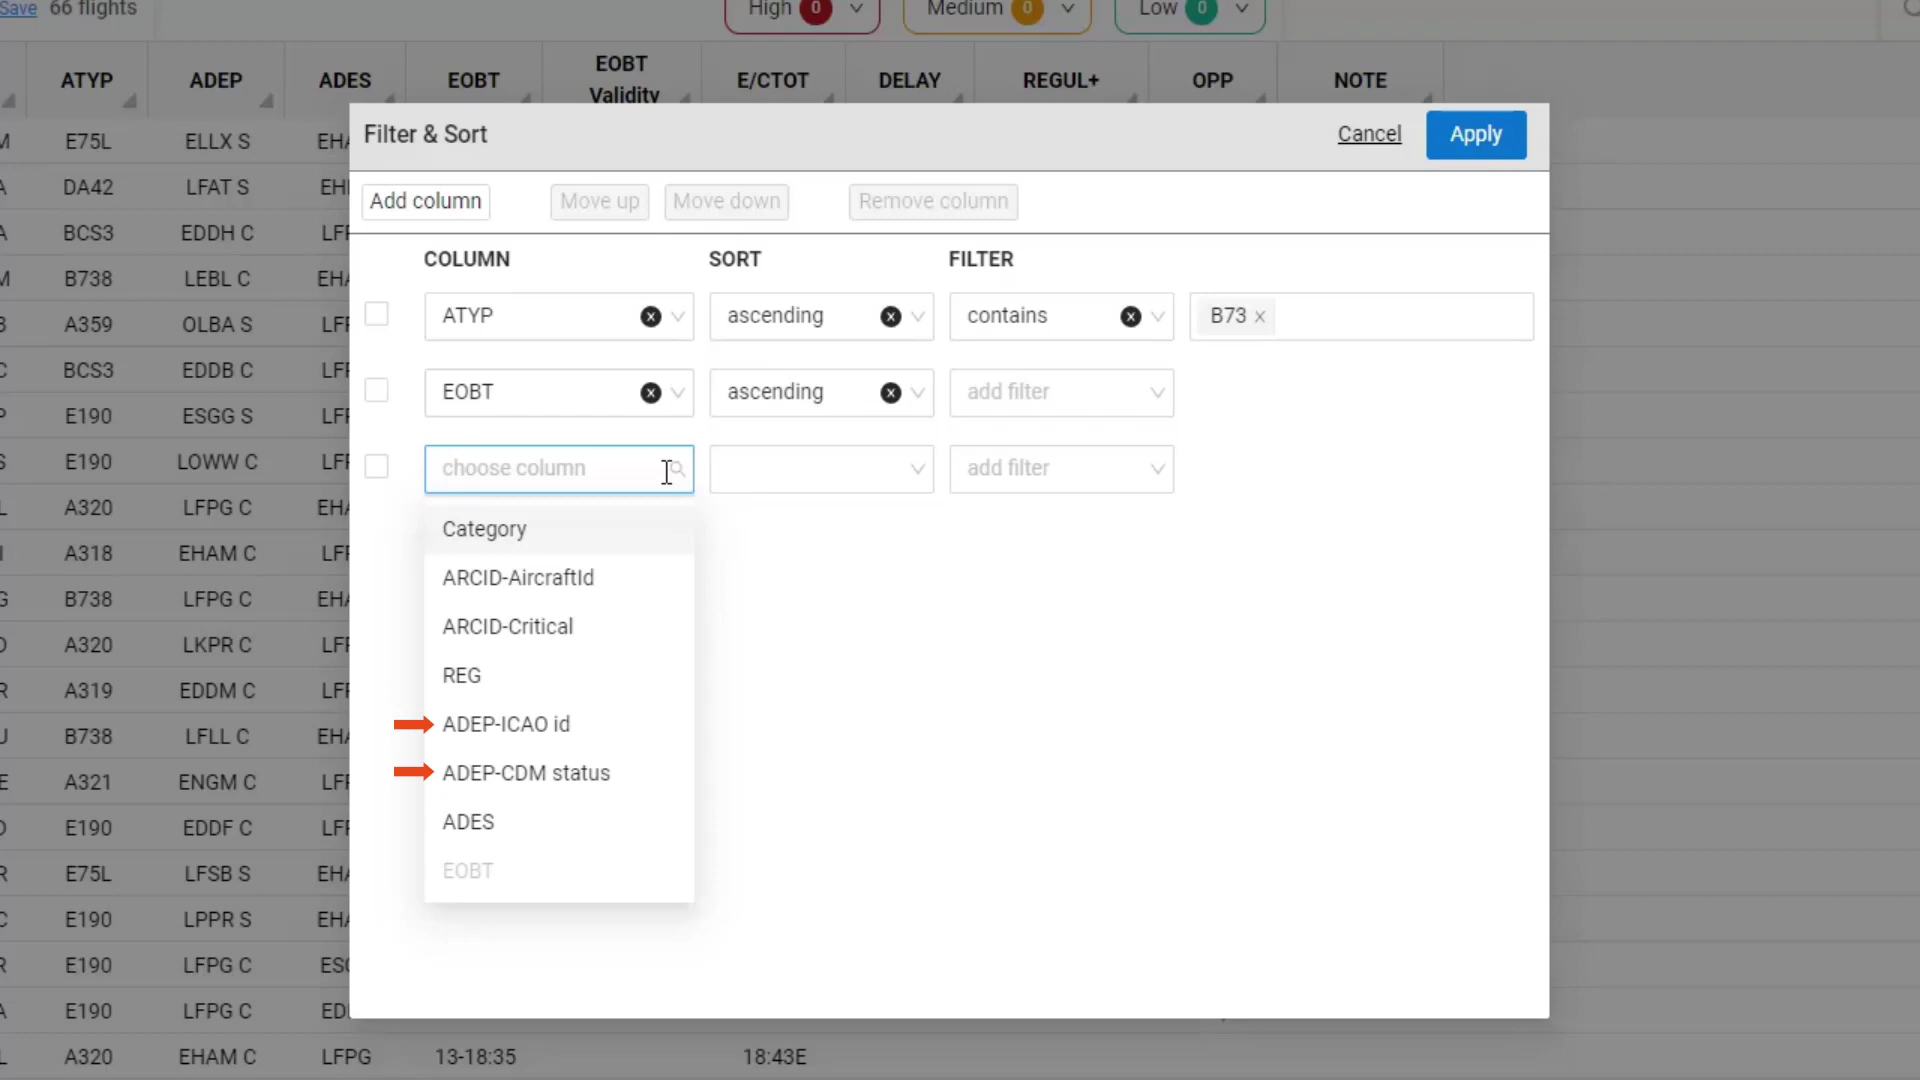 Save 66 flights High 0 Medium 0 Low 0
ATYP ADEP ADES EOBT EOBT Validity E/CTOT DELAY REGUL+ OPP NOTE
Filter & Sort Cancel Apply
Add column Move up Move down Remove column
COLUMN SORT FILTER
ATYP ascending contains B73
EOBT ascending add filter
choose column add filter
Category
ARCID-AircraftId
ARCID-Critical
REG
ADEP-ICAO id
ADEP-CDM status
ADES
EOBT
E75L ELLX S
DA42 LFAT S
BCS3 EDDH C
B738 LEBL C
A359 OLBA S
BCS3 EDDB C
E190 ESGG S
E190 LOWW C
A320 LFPG C
A318 EHAM C
B738 LFPG C
A320 LKPR C
A319 EDDM C
B738 LFLL C
A321 ENGM C
E190 EDDF C
E75L LFSB S
E190 LPPR S
E190 LFPG C
E190 LFPG C
A320 EHAM C LFPG 13-18:35 18:43E